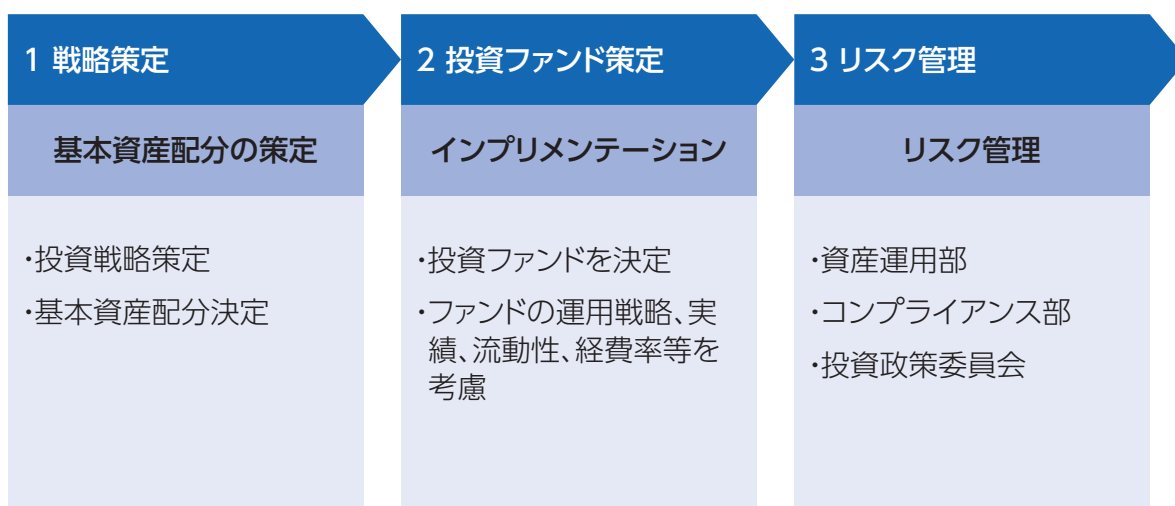 1 戦略策定
基本資産配分の策定
・投資戦略策定
・基本資産配分決定
2 投資ファンド策定
インプリメンテーション
・投資ファンドを決定
・ファンドの運用戦略、実
績、流動性、経費率等を
考慮
3 リスク管理
リスク管理
・資産運用部
・コンプライアンス部
・投資政策委員会